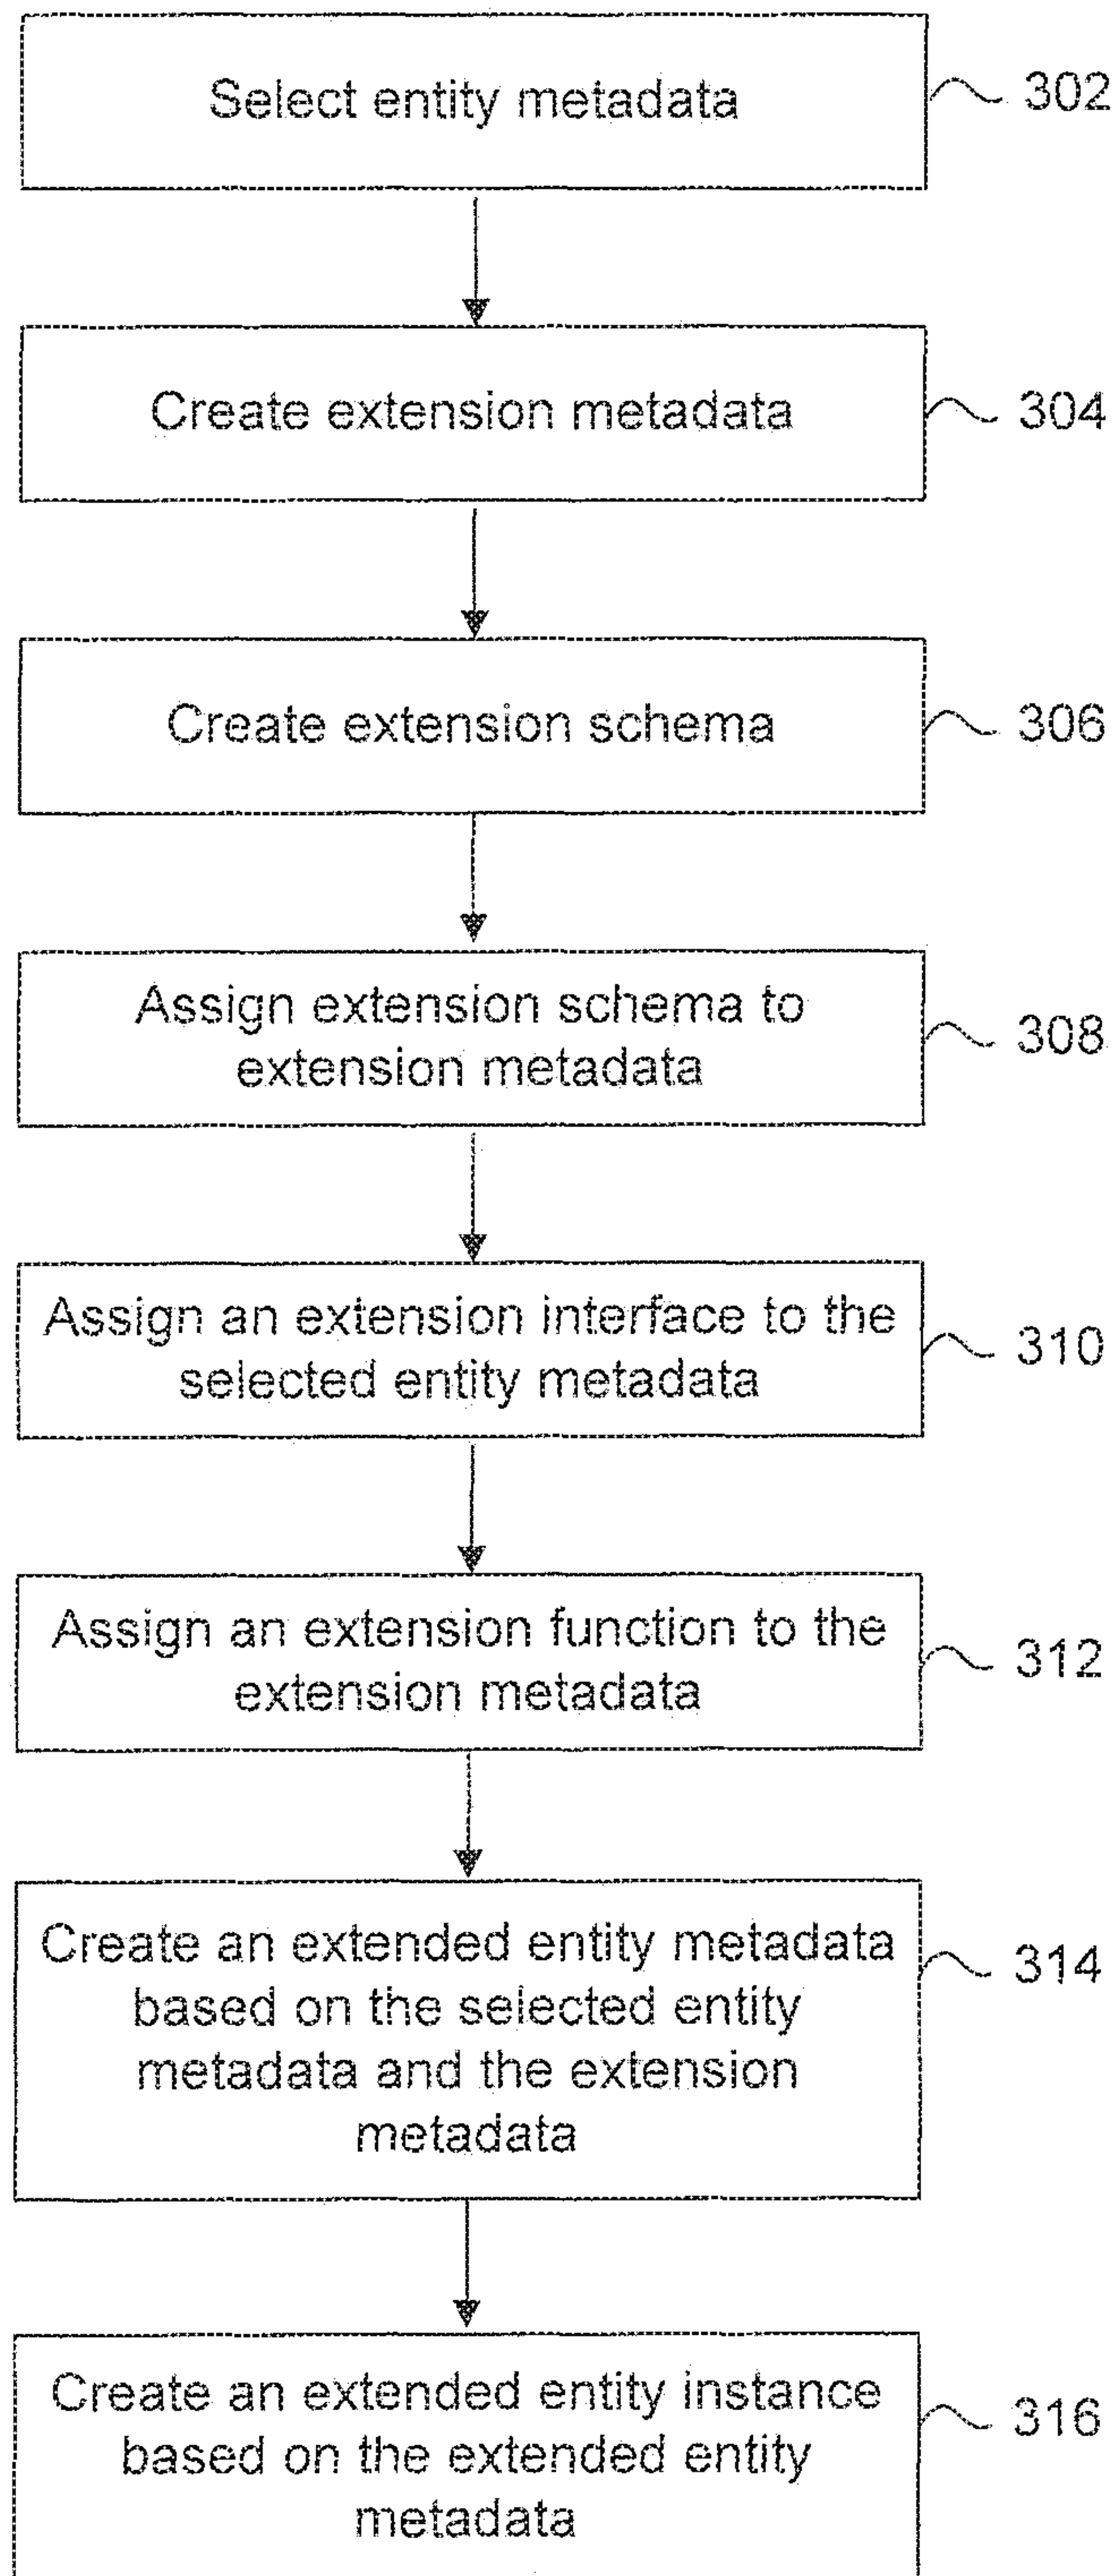 Select entity metadata
302
Create extension metadata
304
Create extension schema
306
Assign extension schema to
extension metadata
308
Assign an extension interface to the
selected entity metadata
310
Assign an extension function to the
extension metadata
312
Create an extended entity metadata
based on the selected entity
metadata and the extension
metadata
314
Create an extended entity instance
based on the extended entity
metadata
316